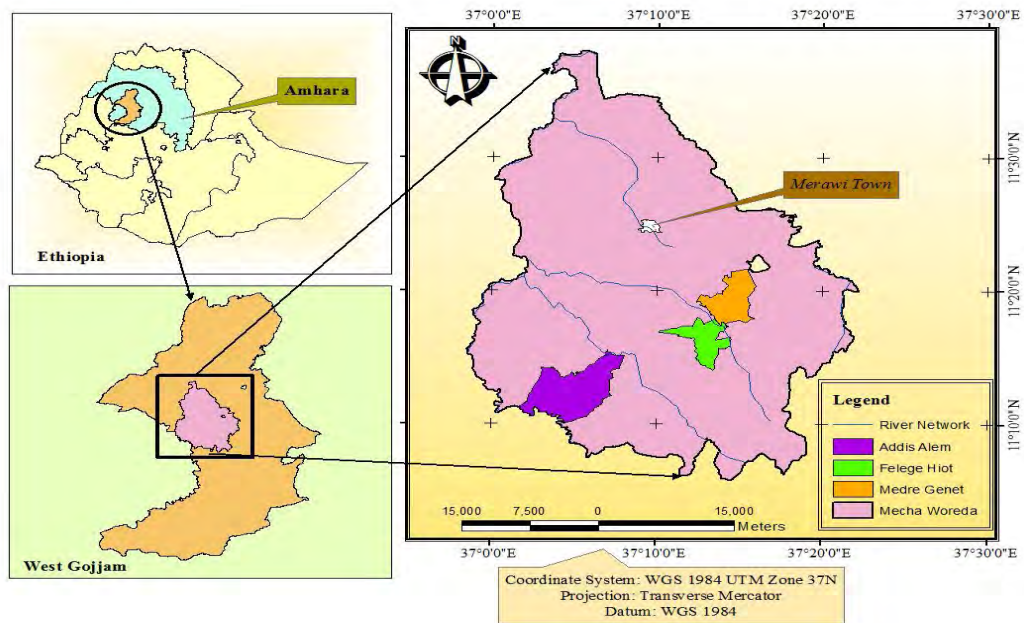 Amhara
Ethiopia
West Gojjam
37°0'0"E
37°10'0"E
37°20'0"E
37°30'0"E
N
Merawi Town
11°30'0"N
11°20'0"N
11°10'0"N
Legend
River Network
Addis Alem
Felege Hiot
Medre Genet
Mecha Woreda
15,000 7,500 0 15,000
Meters
37°0'0"E
37°10'0"E
37°20'0"E
37°30'0"E
Coordinate System: WGS 1984 UTM Zone 37N
Projection: Transverse Mercator
Datum: WGS 1984